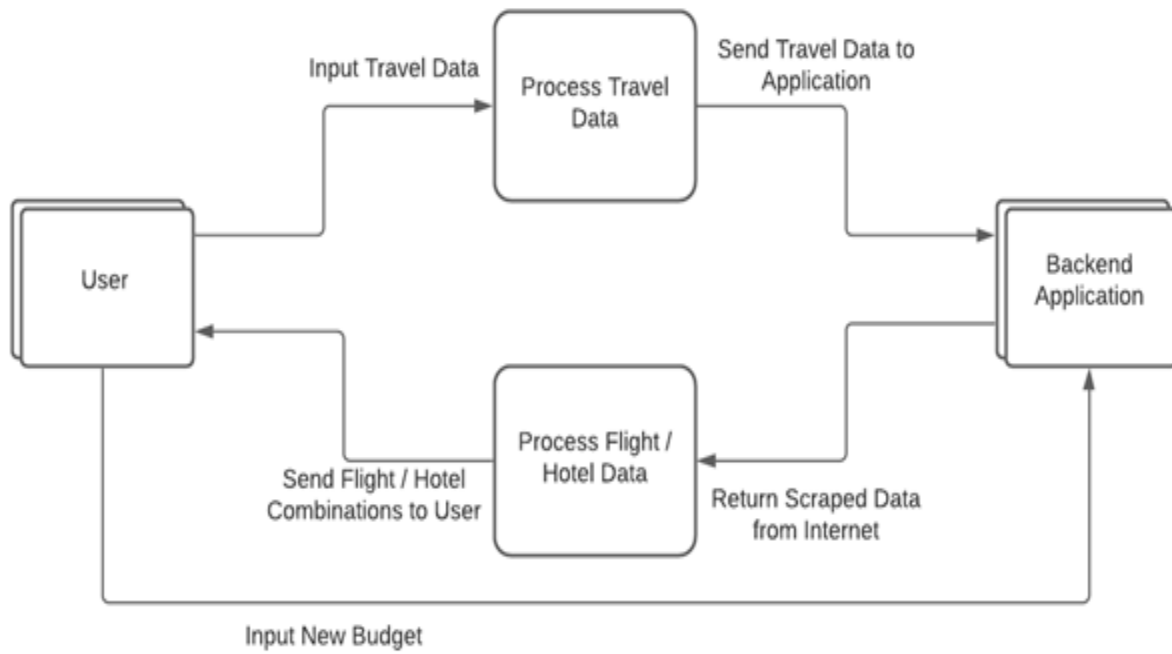 Input Travel Data
Process Travel
Data
Send Travel Data to
Application
User
Backend
Application
Process Flight /
Hotel Data
Send Flight / Hotel
Combinations to User
Return Scraped Data
from Internet
Input New Budget